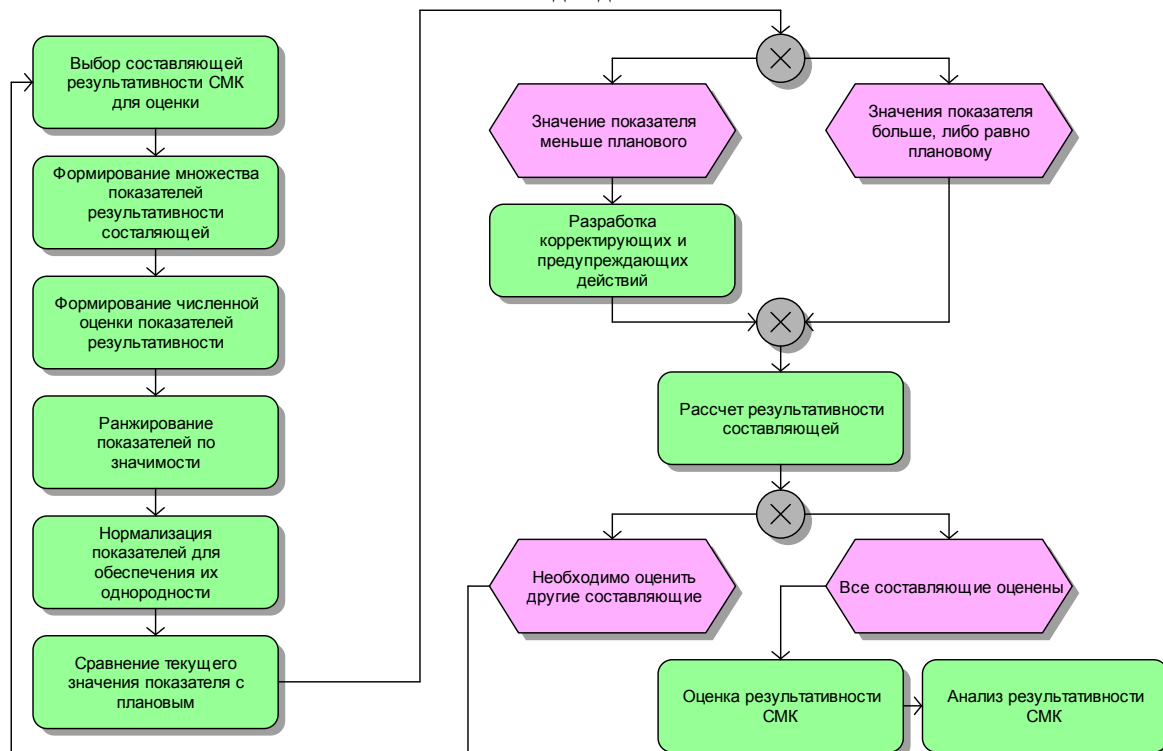 Выбор составляющей
результативности СМК
для оценки
Формирование множества
показателей
результативности
состаляющей
Формирование численной
оценки показателей
результативности
Ранжирование
показателей по
значимости
Нормализация
показателей для
обеспечения их
однородности
Сравнение текущего
значения показателя с
плановым
Значение показателя
меньше планового
Значения показателя
больше, либо равно
плановому
Разработка
корректирующих и
предупреждающих
действий
Рассчет результативности
составляющей
Необходимо оценить
другие составляющие
Все составляющие оценены
Оценка результативности
СМК
Анализ результативности
СМК